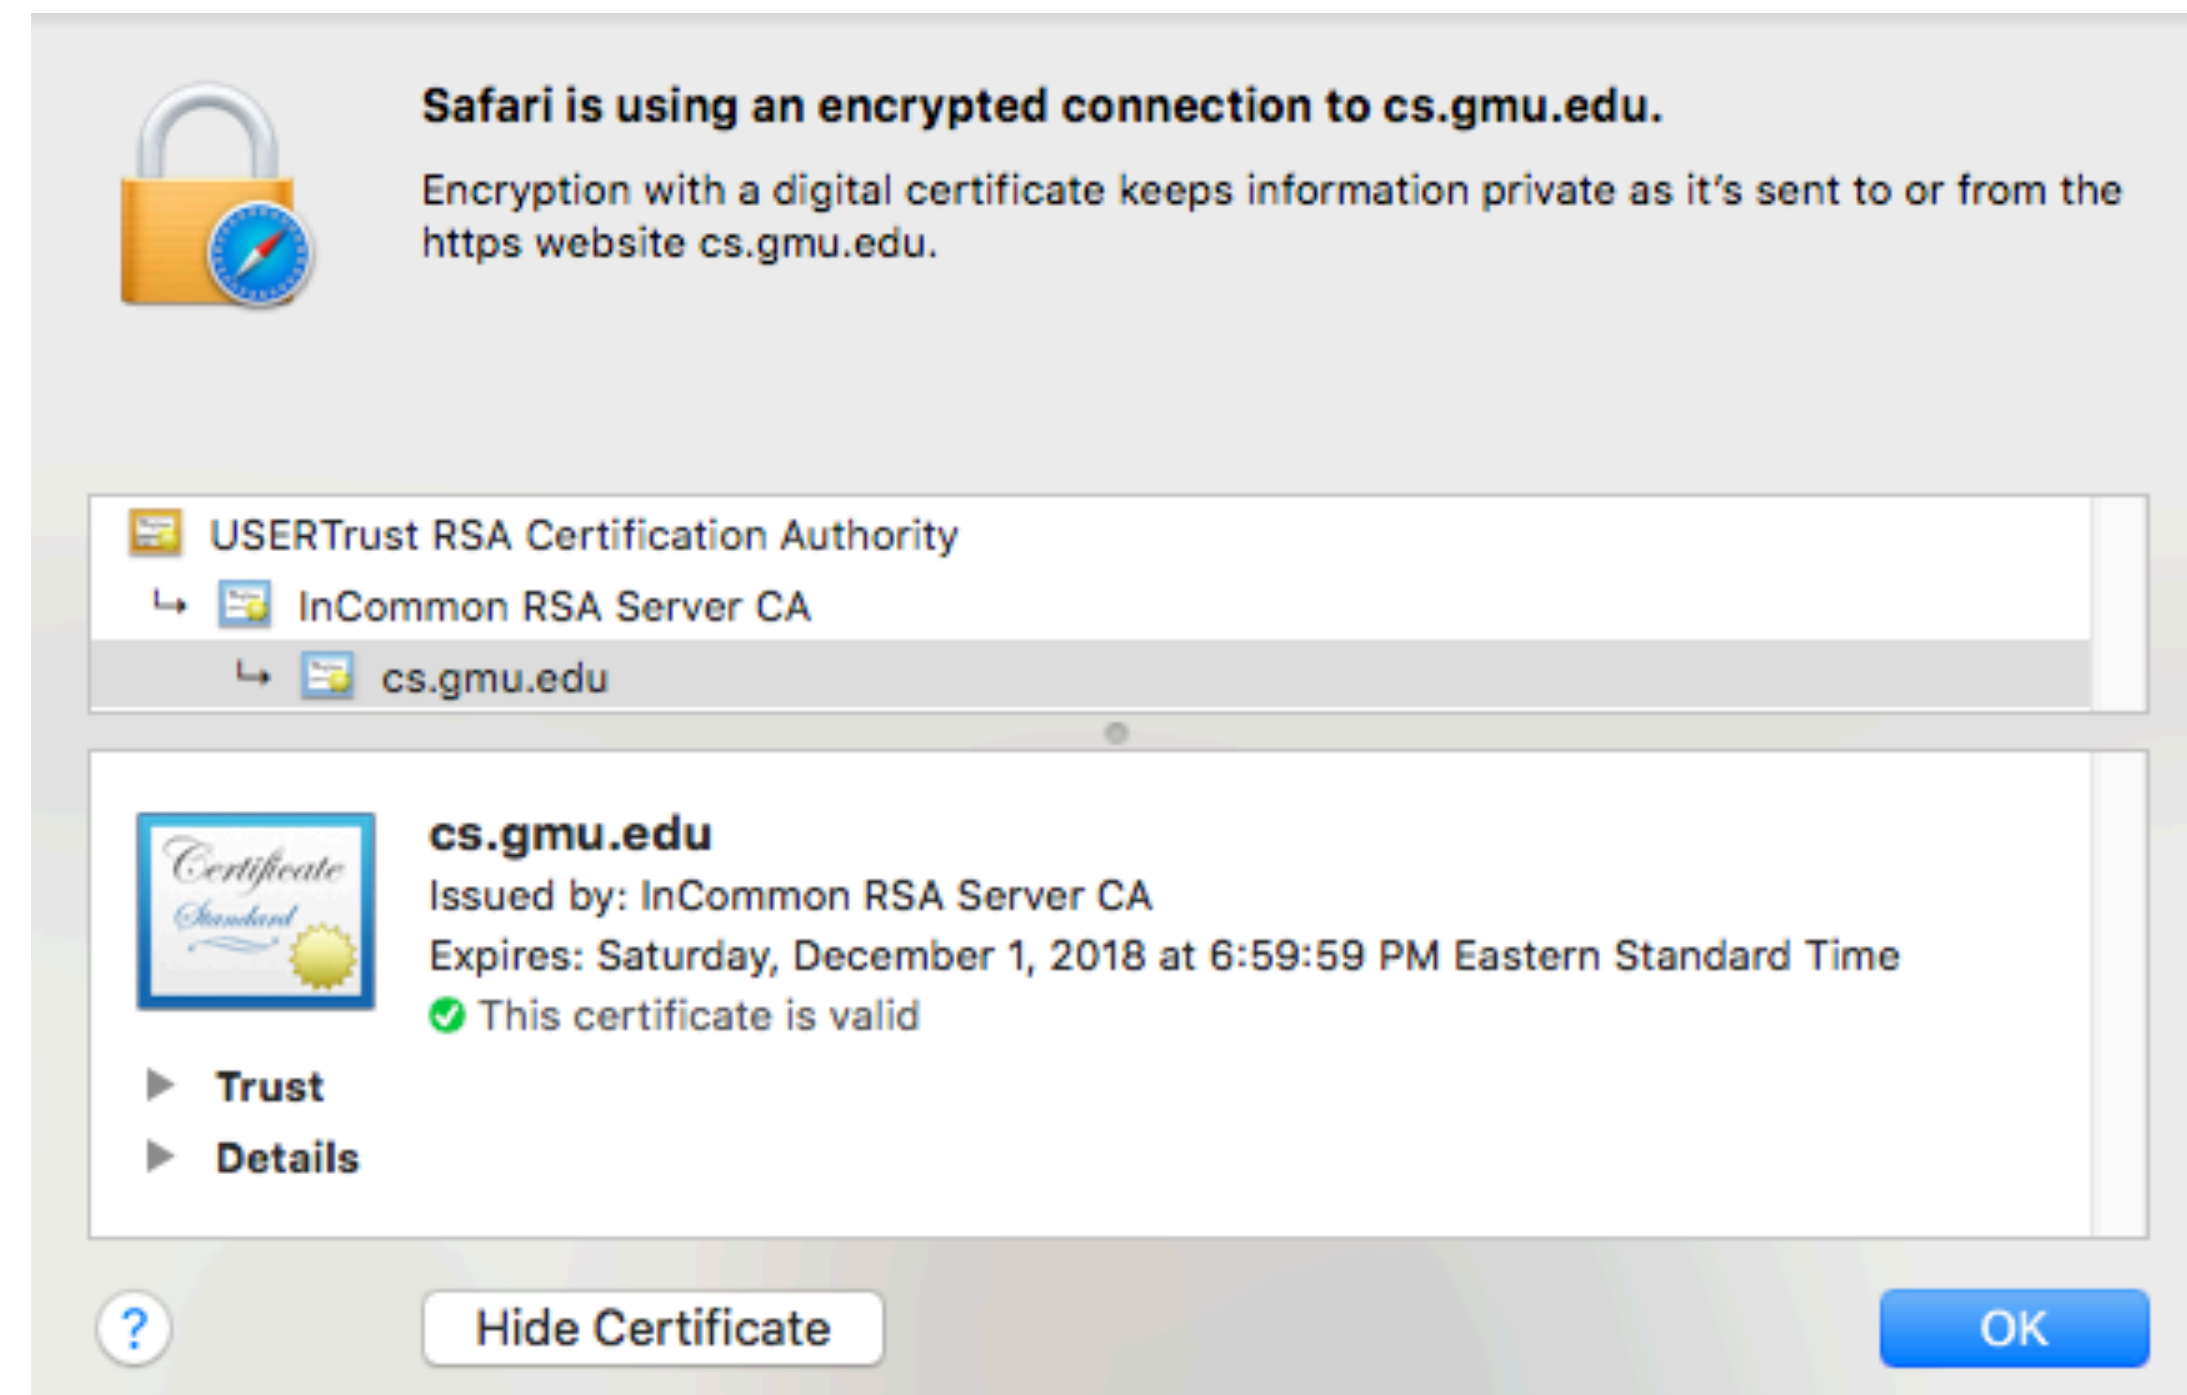 Safari is using an encrypted connection to cs.gmu.edu.
Encryption with a digital certificate keeps information private as it's sent to or from the
https website cs.gmu.edu.
USERTrust RSA Certification Authority
InCommon RSA Server CA
cs.gmu.edu
Certificate
Standard
cs.gmu.edu
Issued by: InCommon RSA Server CA
Expires: Saturday, December 1, 2018 at 6:59:59 PM Eastern Standard Time
This certificate is valid
Trust
Details
?
Hide Certificate
OK